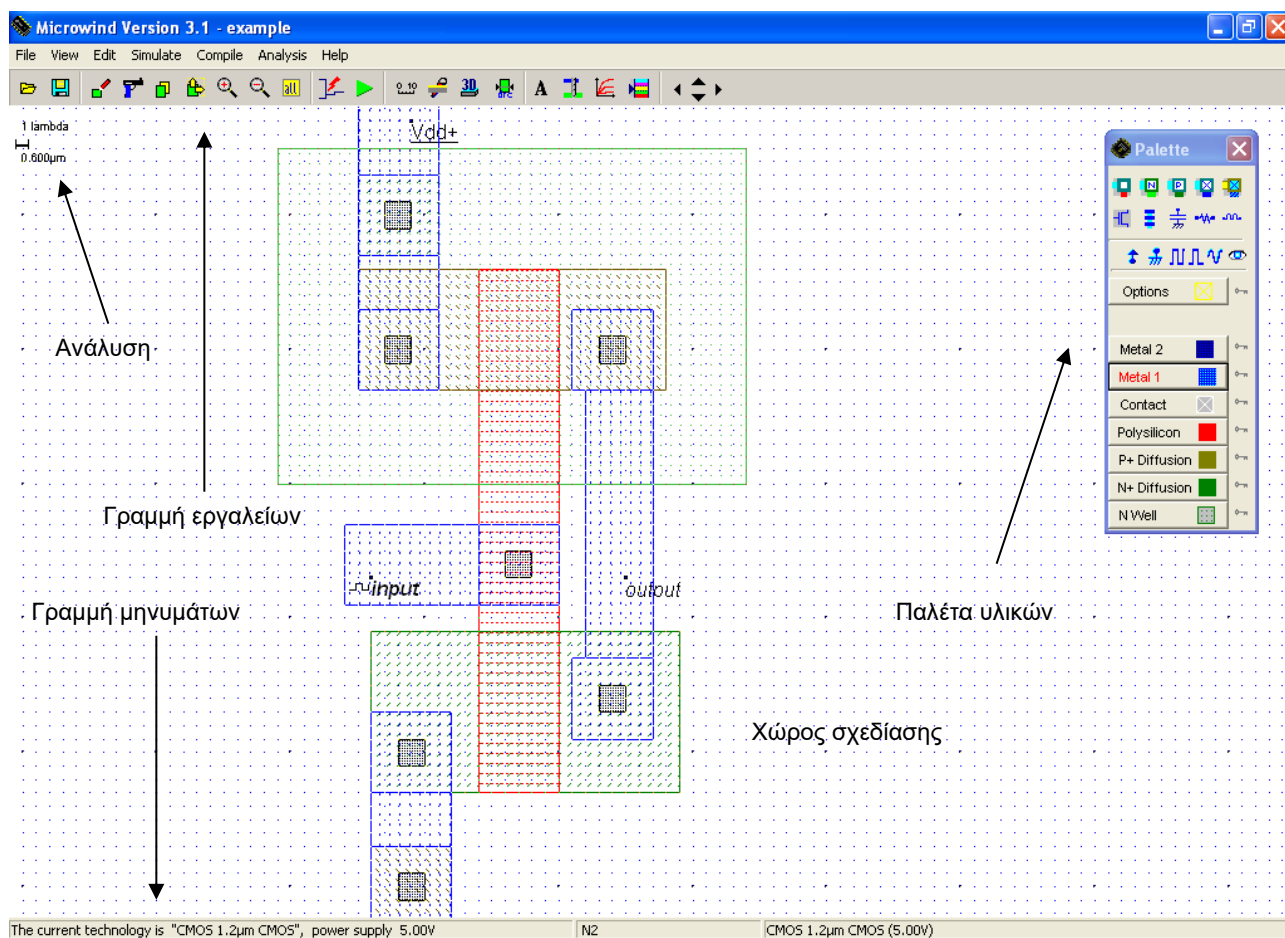 Microwind Version 3.1 - example
File View Edit Simulate Compile Analysis Help
1 lambda
0.600µm
Vdd+
Palette
Options
Ανάλυση
Metal 2
Metal 1
Contact
Polysilicon
P+ Diffusion
N+ Diffusion
N Well
Γραμμή εργαλείων
input
output
Γραμμή μηνυμάτων
Παλέτα υλικών
Χώρος σχεδίασης
The current technology is "CMOS 1.2µm CMOS", power supply 5.00V
N2
CMOS 1.2µm CMOS (5.00V)